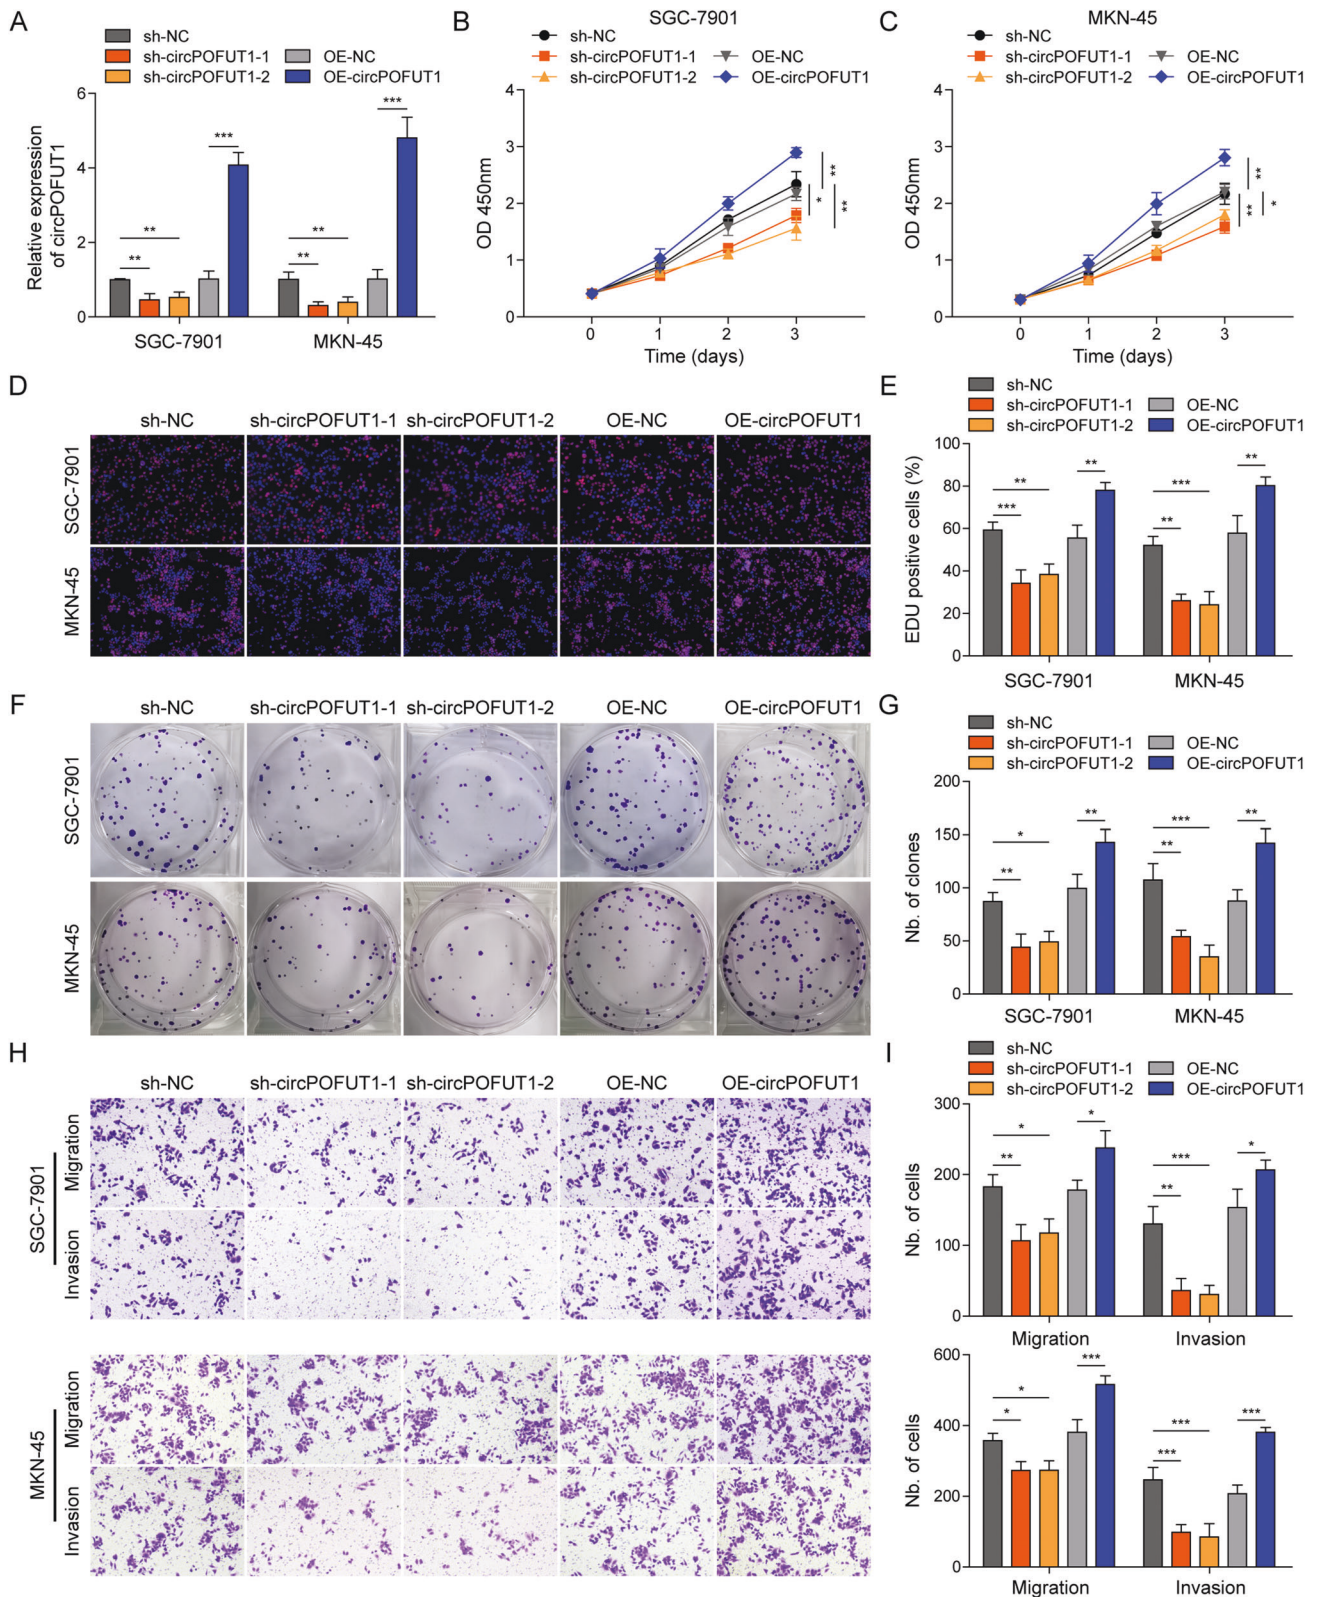 A
sh-NC
sh-circPOFUT1-1
sh-circPOFUT1-2
OE-NC
OE-circPOFUT1
Relative expression
of circPOFUT1
6
4
2
0
** ** *** ** ** ***
SGC-7901 MKN-45
B
SGC-7901
sh-NC
sh-circPOFUT1-1
sh-circPOFUT1-2
OE-NC
OE-circPOFUT1
OD 450nm
4
3
2
1
0
** * **
0 1 2 3
Time (days)
C
MKN-45
sh-NC
sh-circPOFUT1-1
sh-circPOFUT1-2
OE-NC
OE-circPOFUT1
OD 450nm
4
3
2
1
0
** ** *
0 1 2 3
Time (days)
D
sh-NC sh-circPOFUT1-1 sh-circPOFUT1-2 OE-NC OE-circPOFUT1
SGC-7901
MKN-45
E
sh-NC
sh-circPOFUT1-1
sh-circPOFUT1-2
OE-NC
OE-circPOFUT1
EDU positive cells (%)
100
80
60
40
20
0
*** ** ** ** *** **
SGC-7901 MKN-45
F
sh-NC sh-circPOFUT1-1 sh-circPOFUT1-2 OE-NC OE-circPOFUT1
SGC-7901
MKN-45
G
sh-NC
sh-circPOFUT1-1
sh-circPOFUT1-2
OE-NC
OE-circPOFUT1
Nb. of clones
200
150
100
50
0
** * ** ** *** **
SGC-7901 MKN-45
H
sh-NC sh-circPOFUT1-1 sh-circPOFUT1-2 OE-NC OE-circPOFUT1
SGC-7901
Migration
Invasion
MKN-45
Migration
Invasion
I
sh-NC
sh-circPOFUT1-1
sh-circPOFUT1-2
OE-NC
OE-circPOFUT1
Nb. of cells
300
200
100
0
** * * ** *** *
Migration Invasion
Nb. of cells
600
400
200
0
* * *** *** *** ***
Migration Invasion